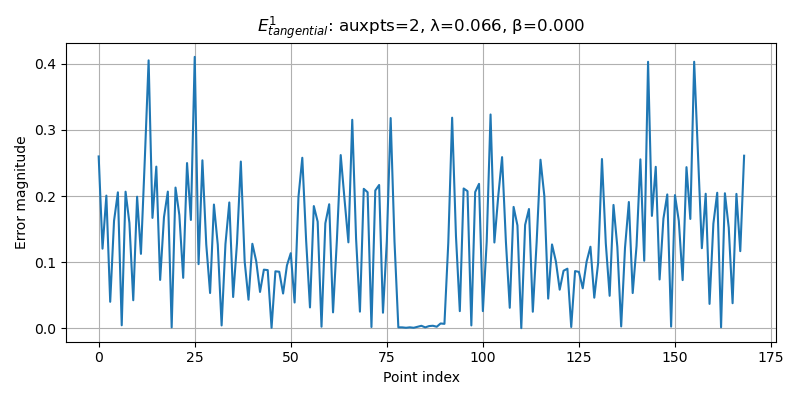 E¹tangential: auxpts=2, λ=0.066, β=0.000
Error magnitude
0.4
0.3
0.2
0.1
0.0
0 25 50 75 100 125 150 175
Point index